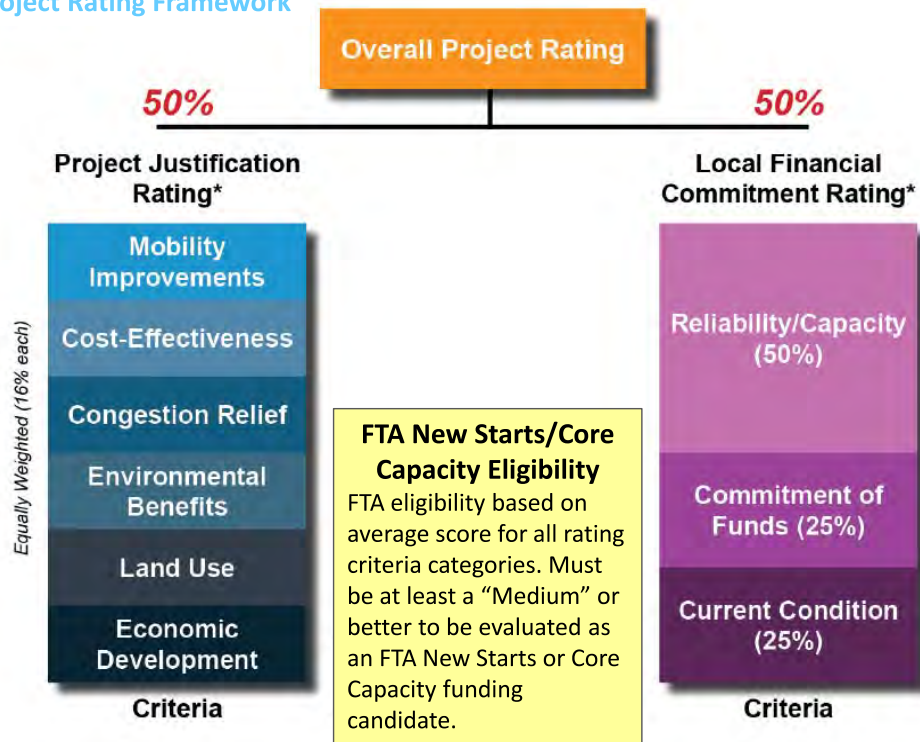 oject Rating Framework
Overall Project Rating
50%
50%
Project Justification
Rating*
Local Financial
Commitment Rating*
Equally Weighted (16% each)
Mobility
Improvements
Cost-Effectiveness
Congestion Relief
Environmental
Benefits
Land Use
Economic
Development
Criteria
FTA New Starts/Core
Capacity Eligibility
FTA eligibility based on
average score for all rating
criteria categories. Must
be at least a “Medium” or
better to be evaluated as
an FTA New Starts or Core
Capacity funding
candidate.
Reliability/Capacity
(50%)
Commitment of
Funds (25%)
Current Condition
(25%)
Criteria